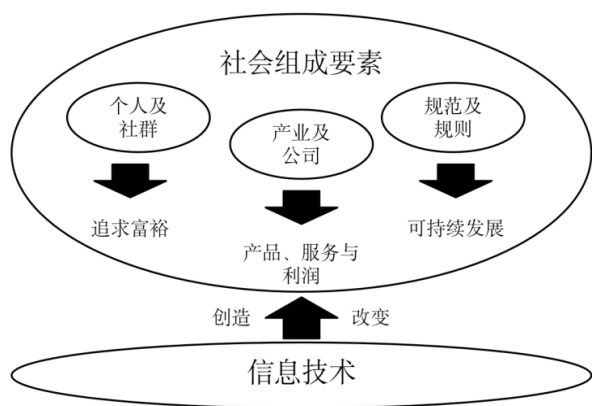 社会组成要素
个人及
社群
产业及
公司
规范及
规则
追求富裕
产品、服务与
利润
可持续发展
创造
改变
信息技术